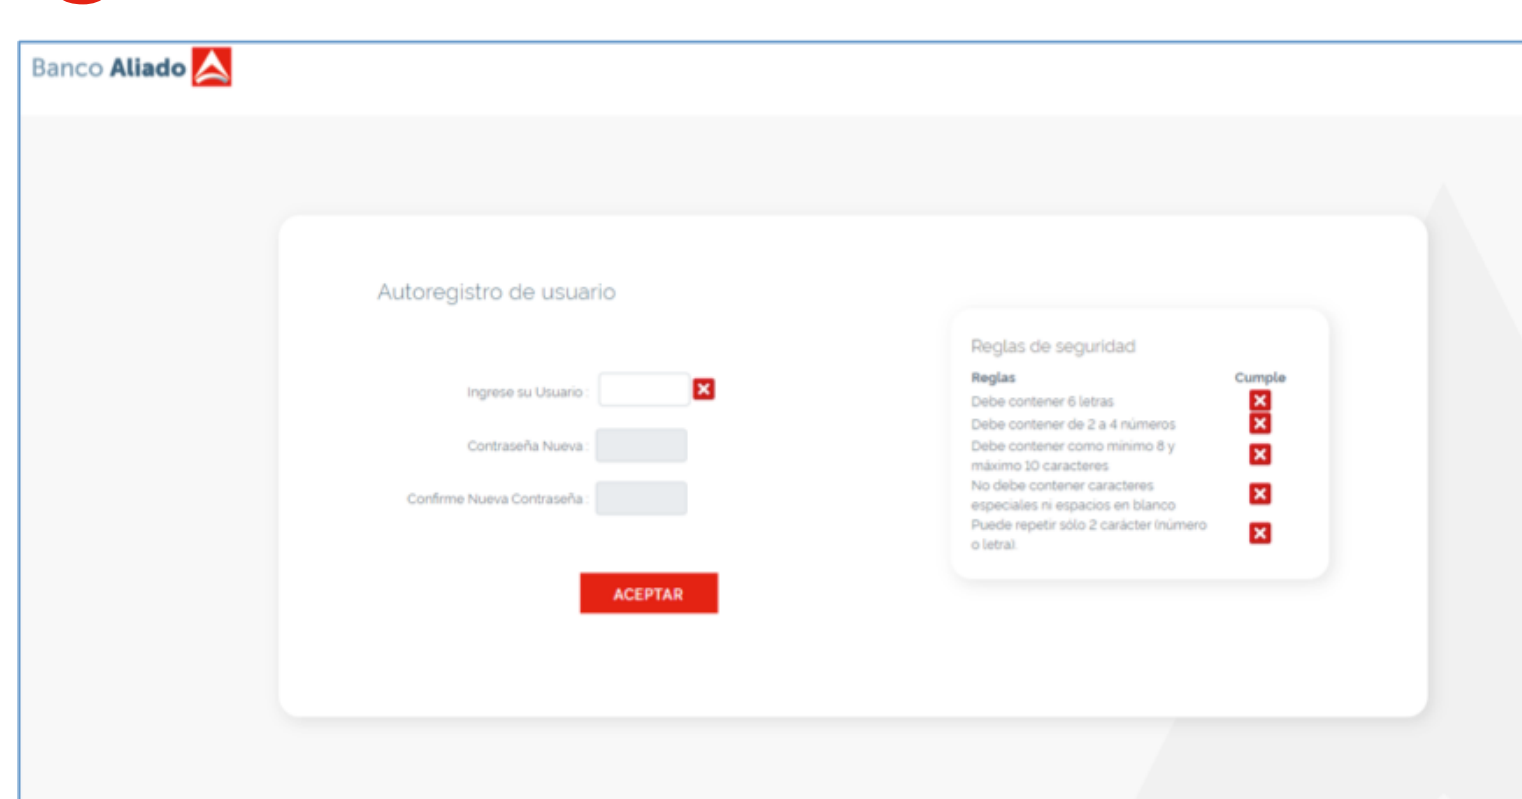 Banco Aliado
Autoregistro de usuario
Ingrese su Usuario :
Contraseña Nueva :
Confirme Nueva Contraseña :
ACEPTAR
Reglas de seguridad
Reglas Cumple
Debe contener 6 letras
Debe contener de 2 a 4 números
Debe contener como mínimo 8 y
máximo 10 caracteres
No debe contener caracteres
especiales ni espacios en blanco
Puede repetir sólo 2 carácter (número
o letra).